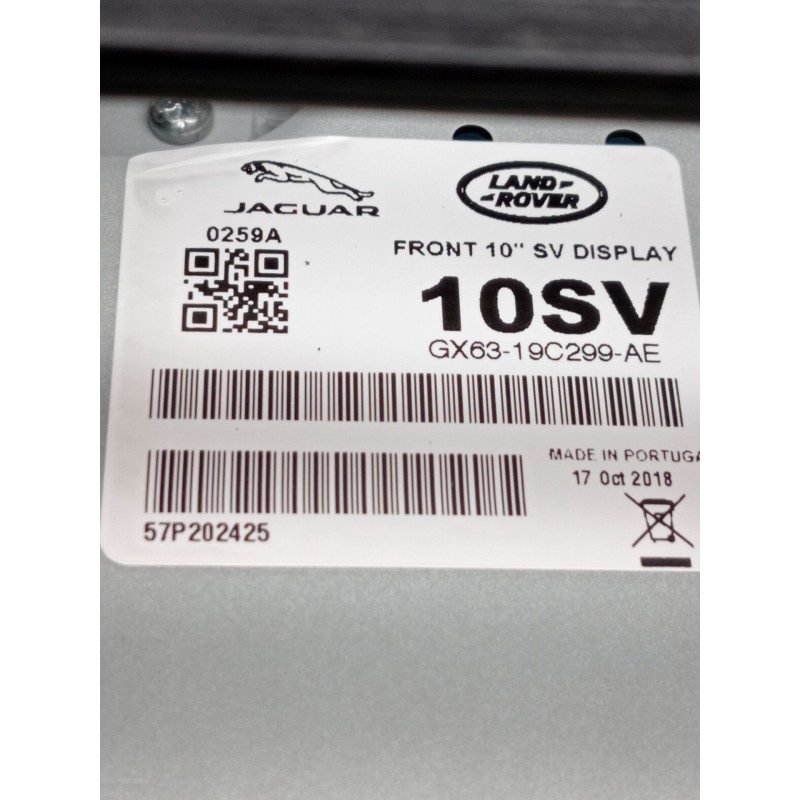 JAGUAR
LAND-
-ROVER
0259A
FRONT 10" SV DISPLAY
10SV
GX63-19C299-AE
MADE IN PORTUGA
17 Oct 2018
57P202425